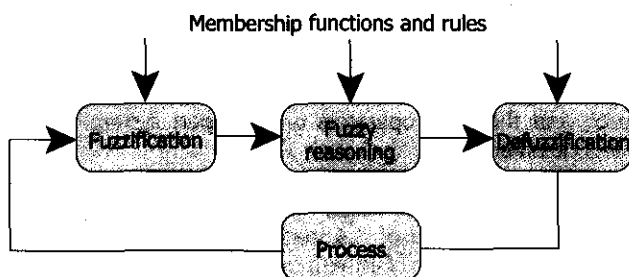 Membership functions and rules
Fuzzification
Fuzzy
reasoning
Defuzzification
Process